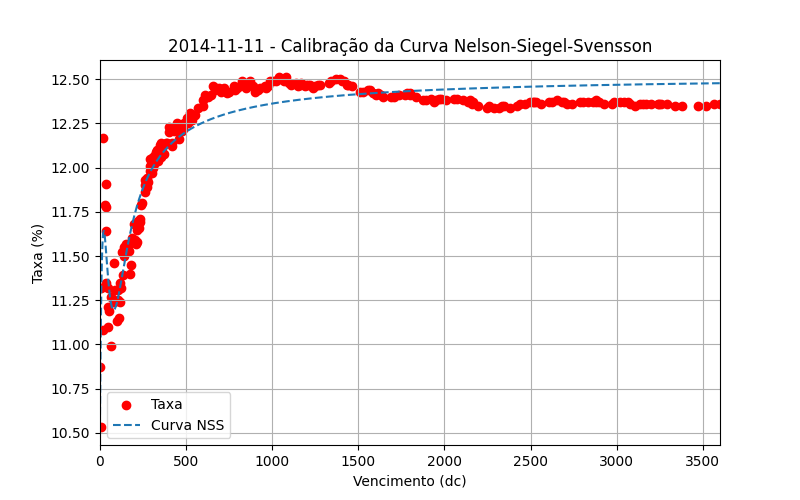 2014-11-11 - Calibração da Curva Nelson-Siegel-Svensson
Taxa (%)
12.50
12.25
12.00
11.75
11.50
11.25
11.00
10.75
10.50
Taxa
Curva NSS
0 500 1000 1500 2000 2500 3000 3500
Vencimento (dc)